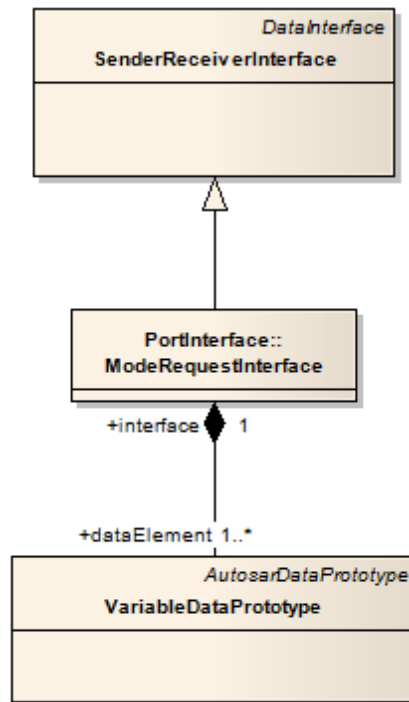 DataInterface
SenderReceiverInterface
PortInterface::
ModeRequestInterface
+interface 1
+dataElement 1..*
AutosarDataPrototype
VariableDataPrototype